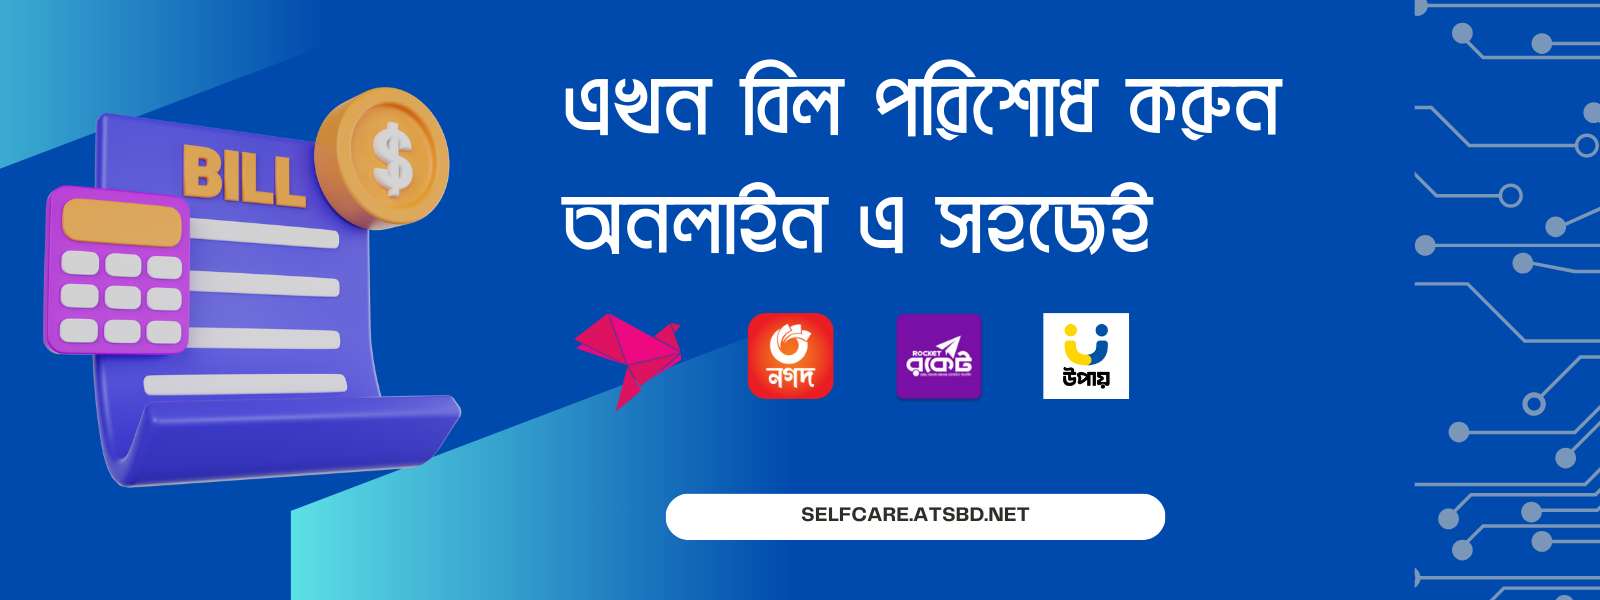 BILL
$
এখন বিল পরিশোধ করুন
অনলাইন এ সহজেই
নগদ
ROCKET
রকেট
উপায়
SELFCARE.ATSBD.NET